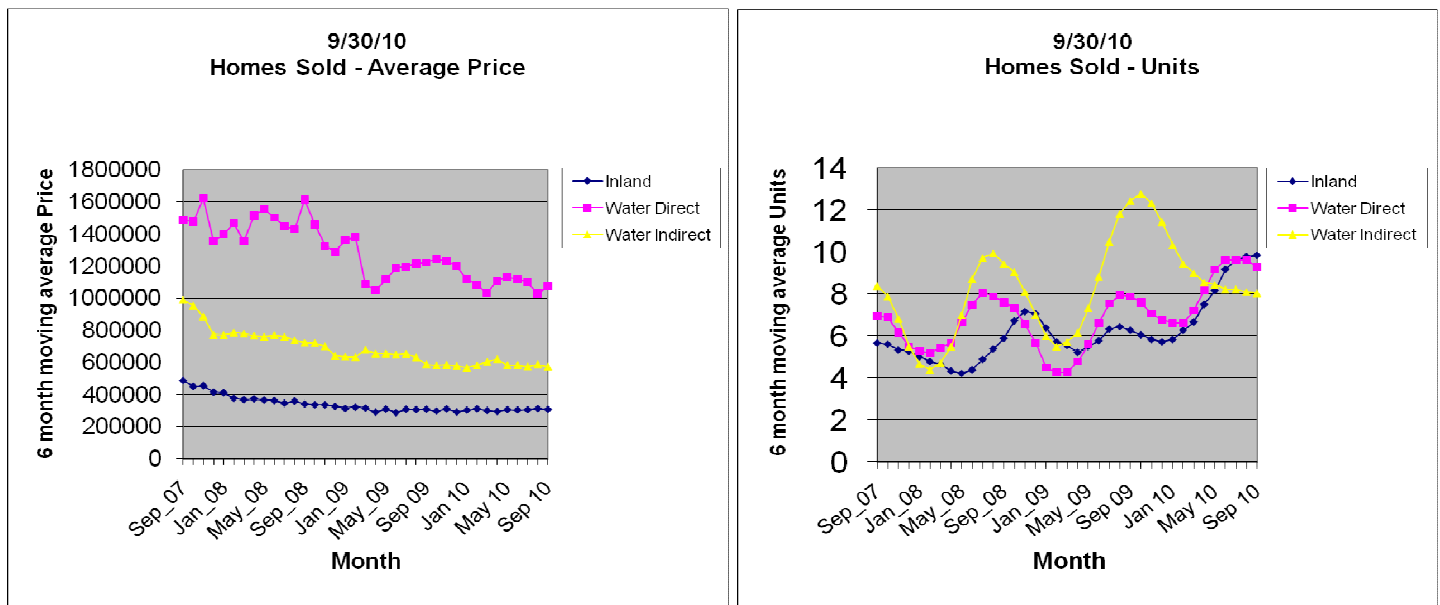 9/30/10
Homes Sold - Average Price
6 month moving average Price
1800000
1600000
1400000
1200000
1000000
800000
600000
400000
200000
0
Inland
Water Direct
Water Indirect
Sep_07
Jan_08
May_08
Sep_08
Jan_09
May_09
Sep 09
Jan 10
May 10
Sep 10
Month
9/30/10
Homes Sold - Units
6 month moving average Units
14
12
10
8
6
4
2
0
Inland
Water Direct
Water Indirect
Sep_07
Jan_08
May_08
Sep_08
Jan_09
May_09
Sep 09
Jan 10
May 10
Sep 10
Month